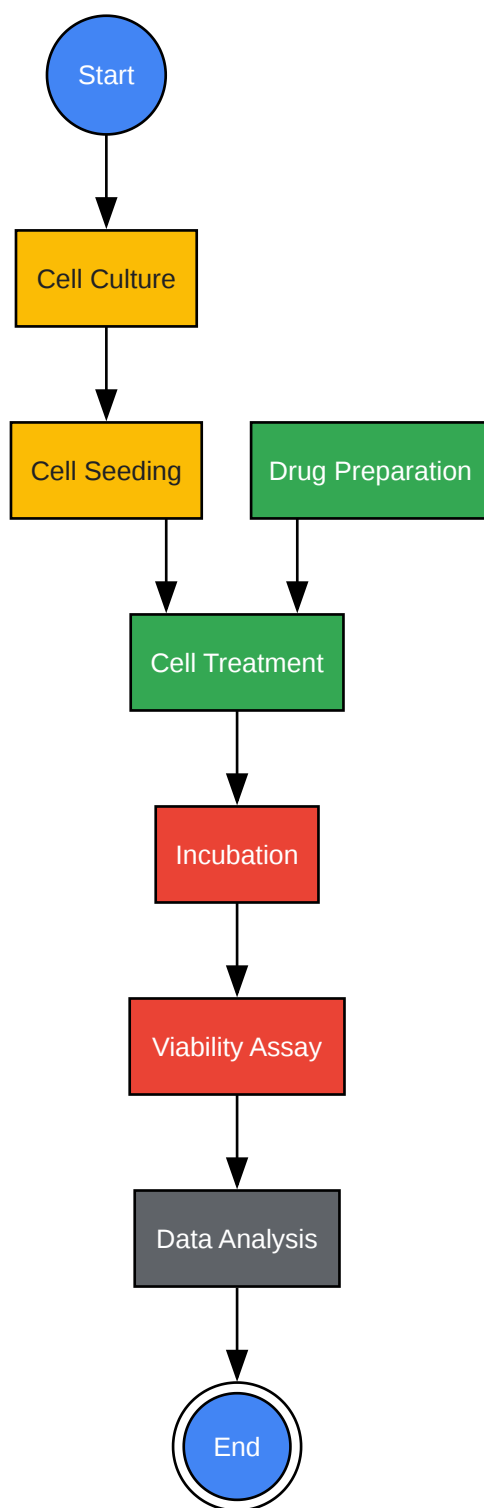 Start
Cell Culture
Cell Seeding
Drug Preparation
Cell Treatment
Incubation
Viability Assay
Data Analysis
End